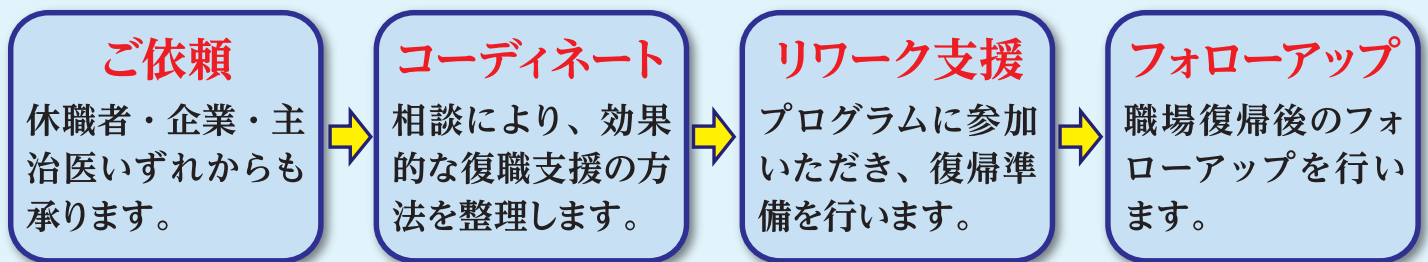 ご依頼
休職者・企業・主
治医いずれからも
承ります。
コーディネート
相談により、効果
的な復職支援の方
法を整理します。
リワーク支援
プログラムに参加
いただき、復帰準
備を行います。
フォローアップ
職場復帰後のフォ
ローアップを行い
ます。